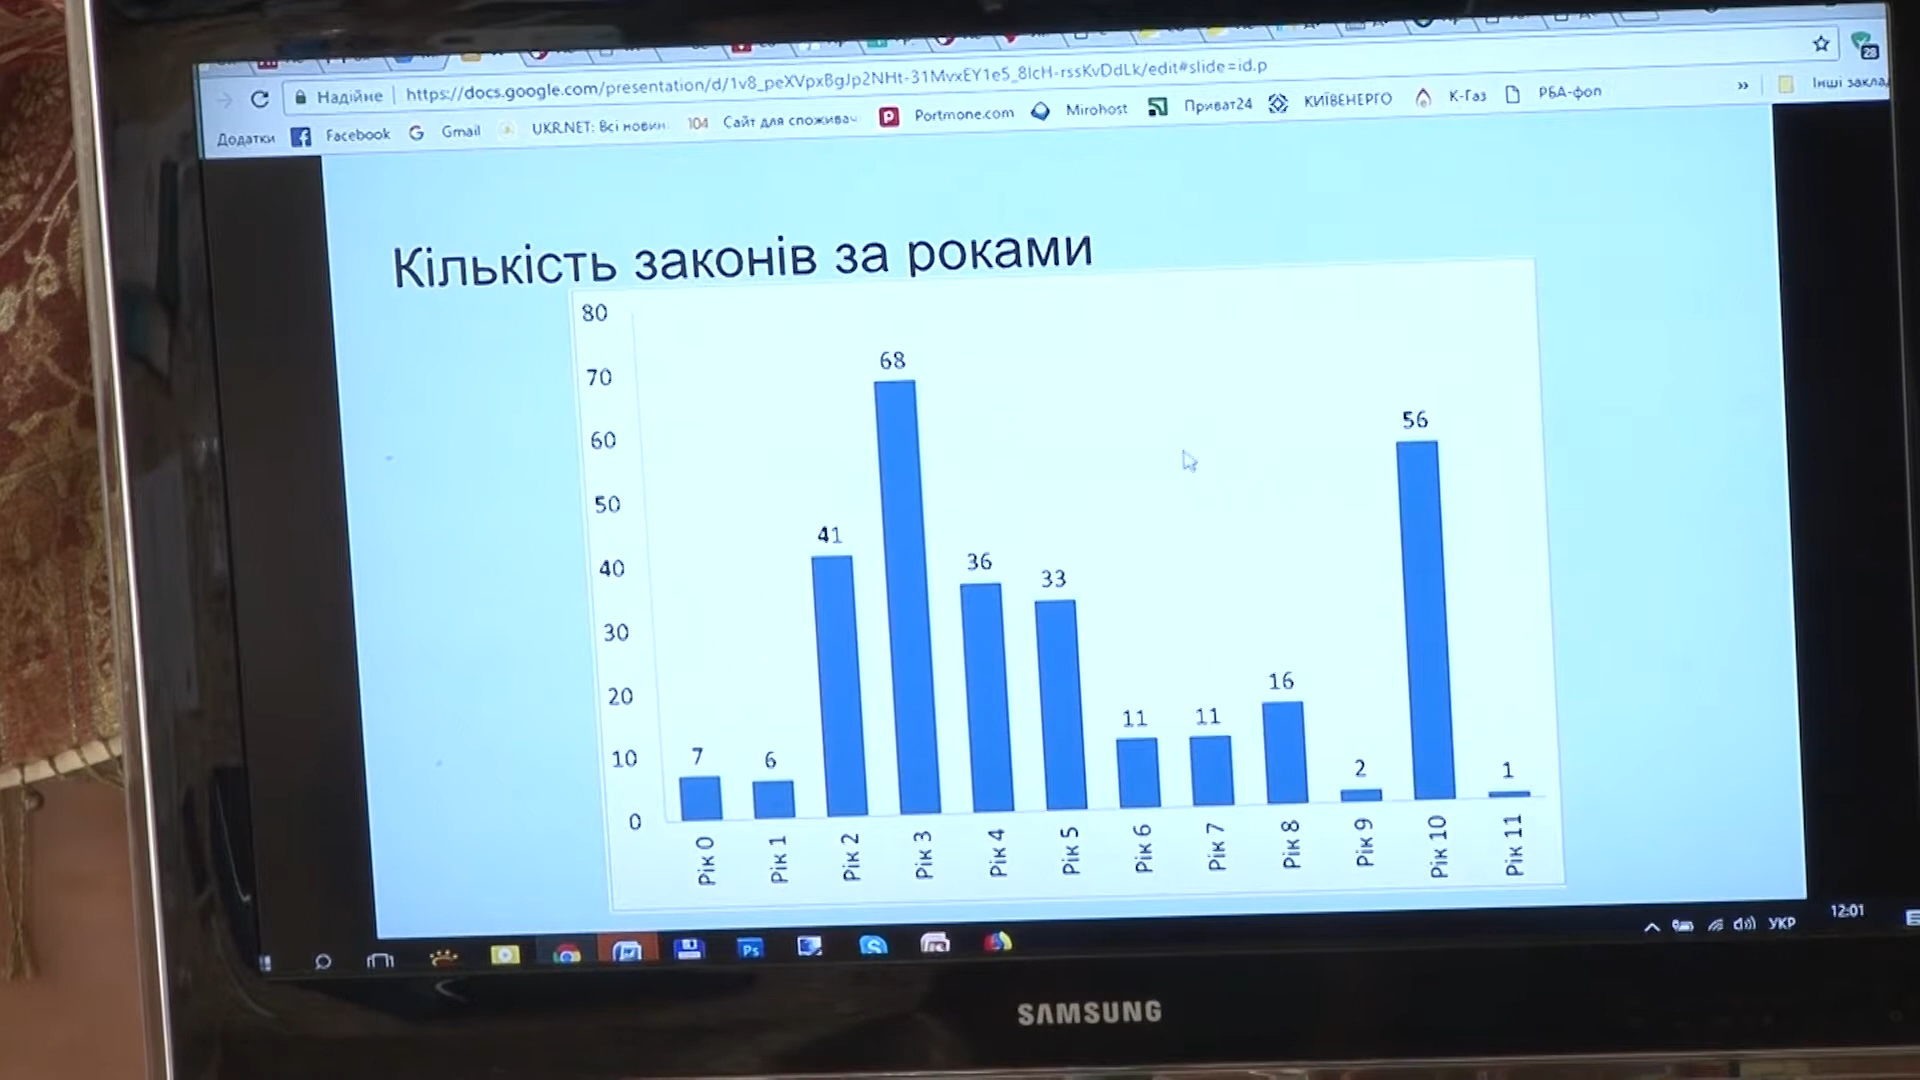 Надійне https://docs.google.com/presentation/d/1v8_peXVpxBgJp2NHt-31MvxEY1e5_8IcH-rssKvDdLk/edit#slide=id.p
28
Додатки Facebook G Gmail UKR.NET: Всі новин 104 Сайт для споживач Portmone.com Mirohost Приват24 КИЇВЕНЕРГО К-Газ РБА-фоп » Інші заклад
Кількість законів за роками
80
70
60
50
40
30
20
10
0
7
6
41
68
36
33
11
11
16
2
56
1
Рік 0
Рік 1
Рік 2
Рік 3
Рік 4
Рік 5
Рік 6
Рік 7
Рік 8
Рік 9
Рік 10
Рік 11
Ps
УКР 12:01
SAMSUNG